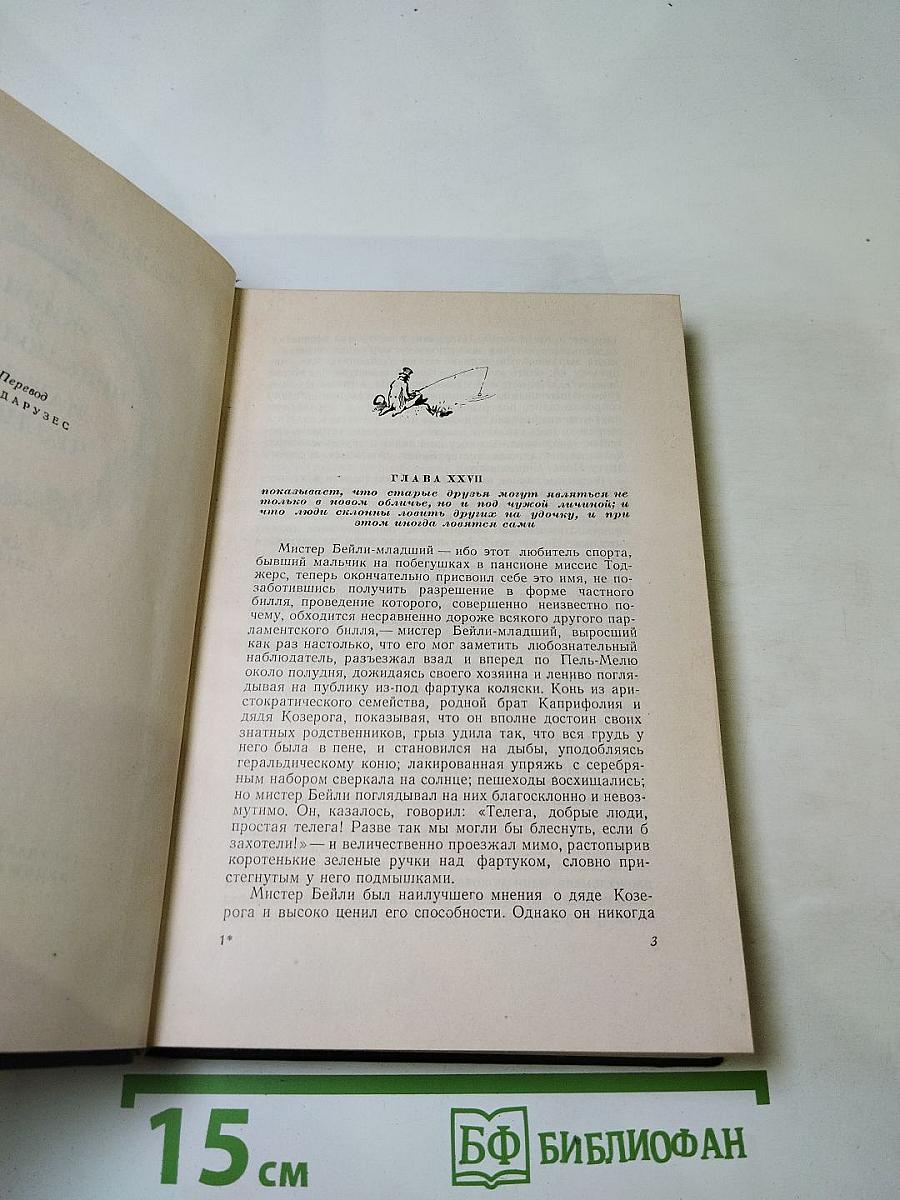 Перевод
ДАРУЗЕС
ГЛАВА XXVII
показывает, что старые друзья могут являться не
только в новом обличье, но и под чужой личиной; и
что люди склонны ловить других на удочку, и при
этом иногда ловятся сами
Мистер Бейли-младший — ибо этот любитель спорта,
бывший мальчик на побегушках в пансионе миссис Тод-
жерс, теперь окончательно присвоил себе это имя, не по-
заботившись получить разрешение в форме частного
билля, проведение которого, совершенно неизвестно по-
чему, обходится несравненно дороже всякого другого пар-
ламентского билля,— мистер Бейли-младший, выросший
как раз настолько, что его мог заметить любознательный
наблюдатель, разъезжал взад и вперед по Пель-Мелю
около полудня, дожидаясь своего хозяина и лениво погля-
дывая на публику из-под фартука коляски. Конь из ари-
стократического семейства, родной брат Каприфолия и
дядя Козерога, показывая, что он вполне достоин своих
знатных родственников, грыз удила так, что вся грудь у
него была в пене, и становился на дыбы, уподобляясь
геральдическому коню; лакированная упряжь с серебря-
ным набором сверкала на солнце; пешеходы восхищались;
но мистер Бейли поглядывал на них благосклонно и невоз-
мутимо. Он, казалось, говорил: «Телега, добрые люди,
простая телега! Разве так мы могли бы блеснуть, если б
захотели!» — и величественно проезжал мимо, растопырив
коротенькие зеленые ручки над фартуком, словно при-
стегнутым у него подмышками.
Мистер Бейли был наилучшего мнения о дяде Козе-
рога и высоко ценил его способности. Однако он никогда
1*
3
15 см
БФ БИБЛИОФАН